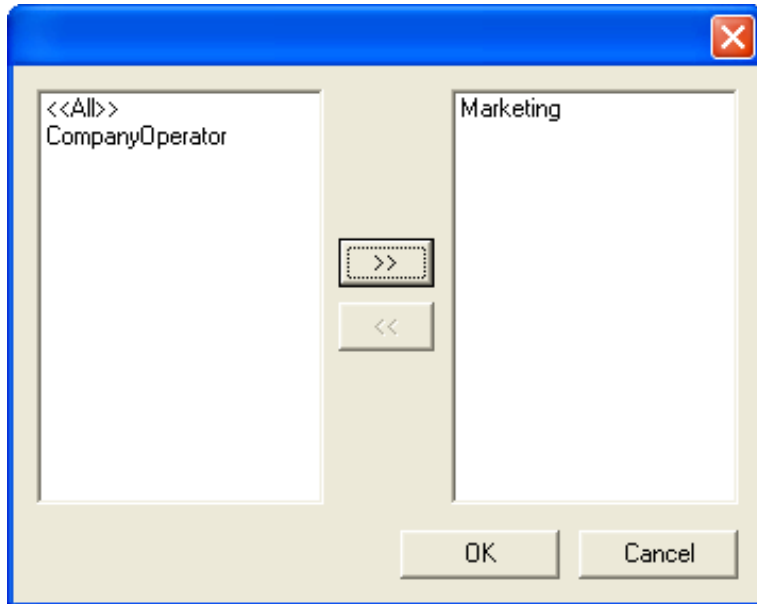 <<All>>
CompanyOperator
Marketing
>>
<<
OK
Cancel